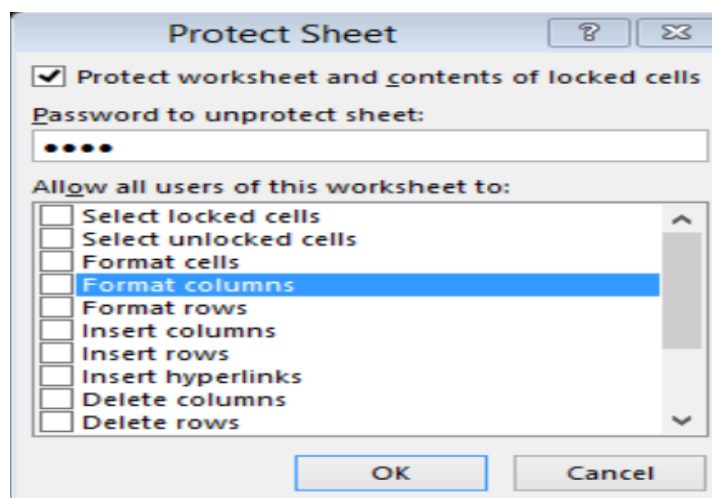 Protect Sheet
Protect worksheet and contents of locked cells
Password to unprotect sheet:
Allow all users of this worksheet to:
Select locked cells
Select unlocked cells
Format cells
Format columns
Format rows
Insert columns
Insert rows
Insert hyperlinks
Delete columns
Delete rows
OK Cancel